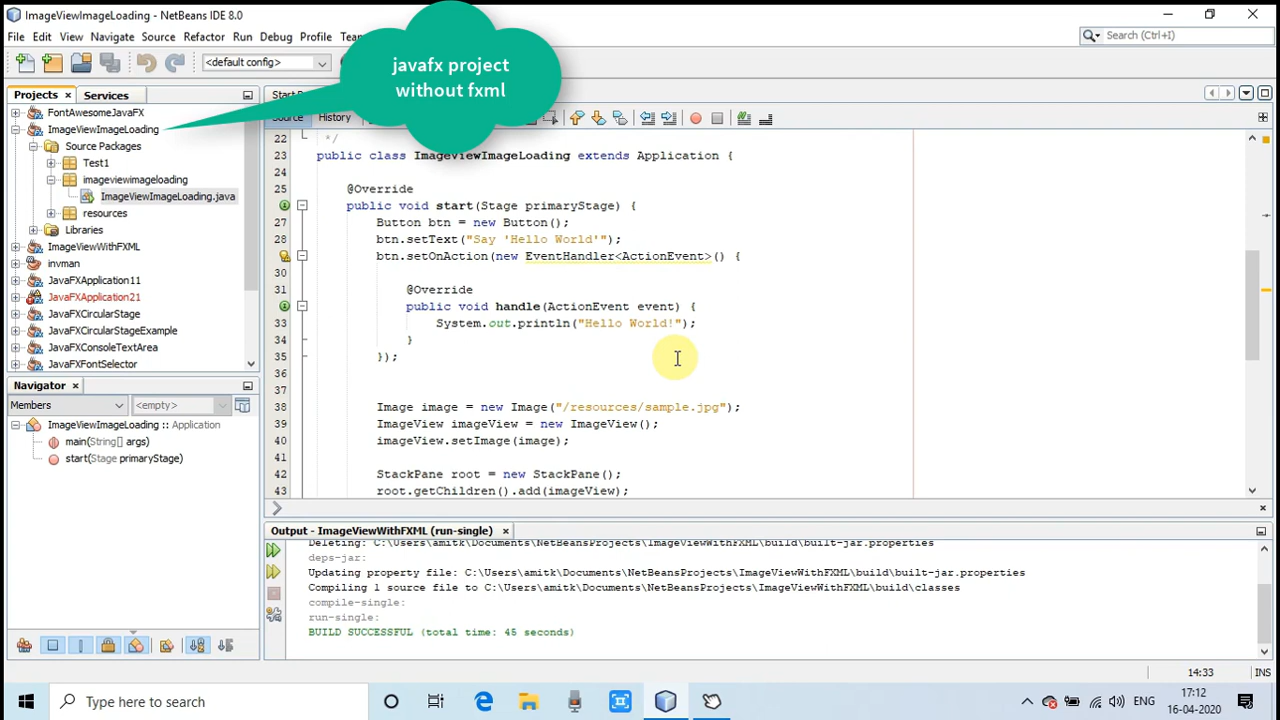 ImageViewImageLoading - NetBeans IDE 8.0
File Edit View Navigate Source Refactor Run Debug Profile
Search (Ctrl+I)
<default config>
javafx project
without fxml
Projects
Services
Source
History
FontAwesomeJavaFX
ImageViewImageLoading
Source Packages
Test1
imageviewimageloading
ImageViewImageLoading.java
resources
Libraries
ImageViewWithFXML
invman
JavaFXApplication11
JavaFXApplication21
JavaFXCircularStage
JavaFXCircularStageExample
JavaFXConsoleTextArea
JavaFXFontSelector
Navigator
Members
<empty>
ImageViewImageLoading :: Application
main(String[] args)
start(Stage primaryStage)
22 */
23 public class ImageViewImageLoading extends Application {
24
25 @Override
public void start(Stage primaryStage) {
27 Button btn = new Button();
28 btn.setText("Say 'Hello World'");
btn.setOnAction(new EventHandler<ActionEvent>() {
30
31 @Override
public void handle(ActionEvent event) {
33 System.out.println("Hello World!");
34 }
35 });
36
37
38 Image image = new Image("/resources/sample.jpg");
39 ImageView imageView = new ImageView();
40 imageView.setImage(image);
41
42 StackPane root = new StackPane();
43 root.getChildren().add(imageView);
Output - ImageViewWithFXML (run-single)
Deleting: C:\Users\amitk\Documents\NetBeansProjects\ImageViewWithFXML\build\built-jar.properties
deps-jar:
Updating property file: C:\Users\amitk\Documents\NetBeansProjects\ImageViewWithFXML\build\built-jar.properties
Compiling 1 source file to C:\Users\amitk\Documents\NetBeansProjects\ImageViewWithFXML\build\classes
compile-single:
run-single:
BUILD SUCCESSFUL (total time: 45 seconds)
14:33
INS
Type here to search
ENG
17:12
16-04-2020